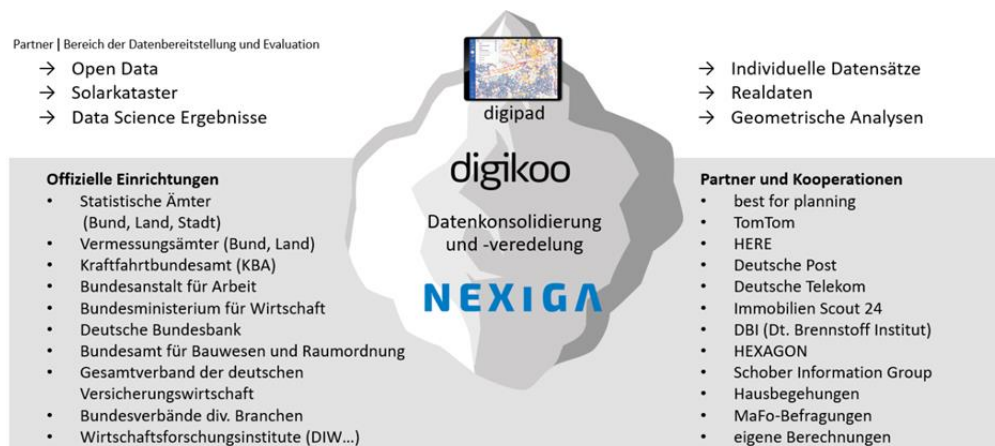 Partner | Bereich der Datenbereitstellung und Evaluation
→ Open Data
→ Solarkataster
→ Data Science Ergebnisse
digipad
→ Individuelle Datensätze
→ Realdaten
→ Geometrische Analysen
digikoo
Datenkonsolidierung
und -veredelung
NEXIGA
Offizielle Einrichtungen
• Statistische Ämter
(Bund, Land, Stadt)
• Vermessungsämter (Bund, Land)
• Kraftfahrtbundesamt (KBA)
• Bundesanstalt für Arbeit
• Bundesministerium für Wirtschaft
• Deutsche Bundesbank
• Bundesamt für Bauwesen und Raumordnung
• Gesamtverband der deutschen
Versicherungswirtschaft
• Bundesverbände div. Branchen
• Wirtschaftsforschungsinstitute (DIW...)
Partner und Kooperationen
• best for planning
• TomTom
• HERE
• Deutsche Post
• Deutsche Telekom
• Immobilien Scout 24
• DBI (Dt. Brennstoff Institut)
• HEXAGON
• Schober Information Group
• Hausbegehungen
• MaFo-Befragungen
• eigene Berechnungen